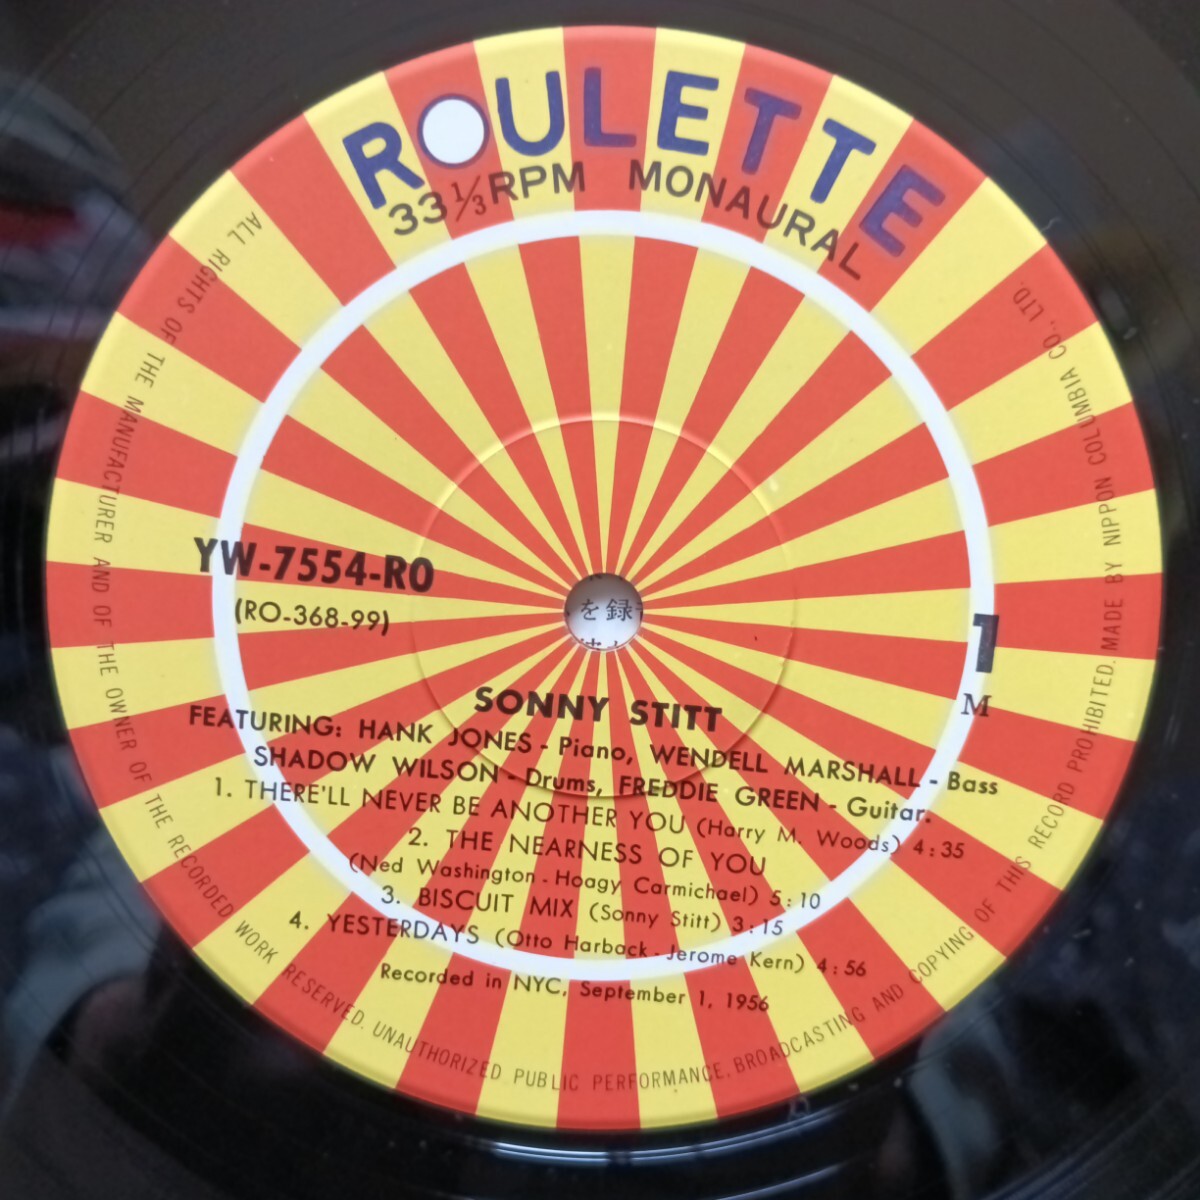 ROULETTE
33 1/3 RPM MONAURAL
YW-7554-RO
(RO-368-99)
1
M
を録
SONNY STITT
FEATURING: HANK JONES - Piano, WENDELL MARSHALL - Bass
SHADOW WILSON - Drums, FREDDIE GREEN - Guitar.
1. THERE'LL NEVER BE ANOTHER YOU (Harry M. Woods) 4:35
2. THE NEARNESS OF YOU
(Ned Washington - Hoagy Carmichael) 5:10
3. BISCUIT MIX (Sonny Stitt) 3:15
4. YESTERDAYS (Otto Harback - Jerome Kern) 4:56
Recorded in NYC, September 1, 1956
ALL RIGHTS OF THE MANUFACTURER AND OF THE OWNER OF THE RECORDED WORK RESERVED. UNAUTHORIZED PUBLIC PERFORMANCE. BROADCASTING AND COPYING OF THIS RECORD PROHIBITED. MADE BY NIPPON COLUMBIA CO., LTD.